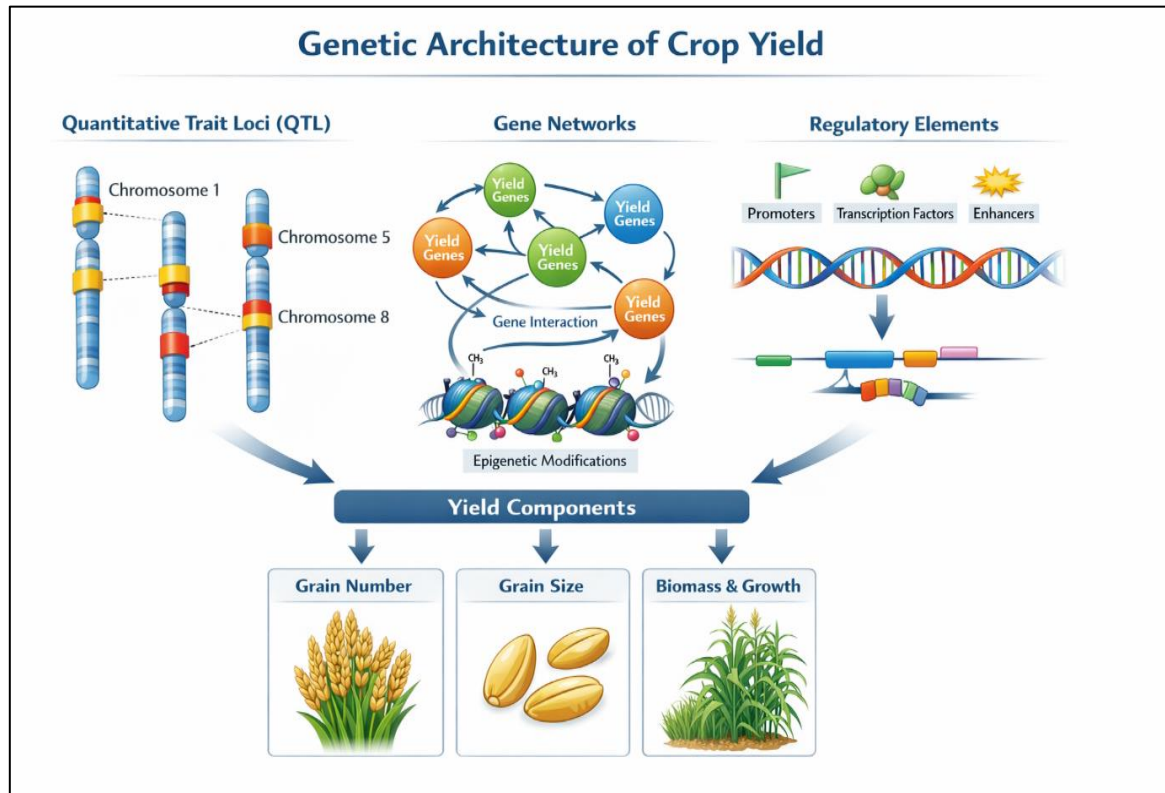 Genetic Architecture of Crop Yield
Quantitative Trait Loci (QTL)
Chromosome 1
Chromosome 5
Chromosome 8
Gene Networks
Yield
Genes
Yield
Genes
Yield
Genes
Yield
Genes
Yield
Genes
Gene Interaction
CH₃
CH₃
CH₃
Epigenetic Modifications
Regulatory Elements
Promoters
Transcription Factors
Enhancers
Yield Components
Grain Number
Grain Size
Biomass & Growth